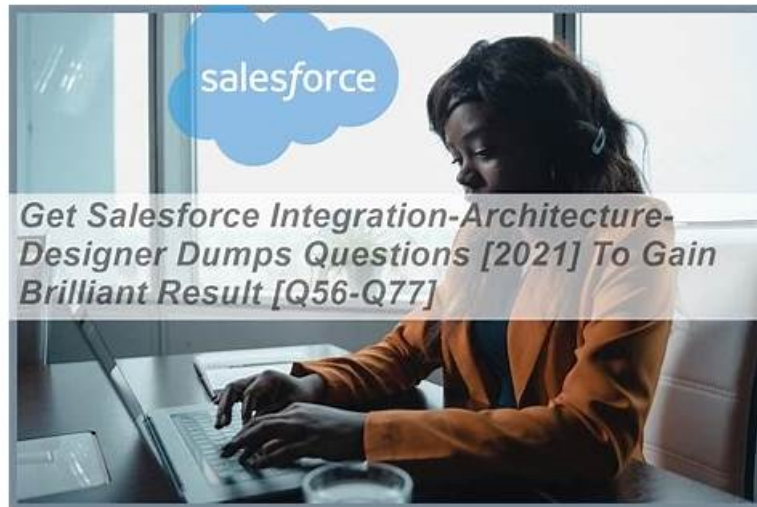 salesforce
Get Salesforce Integration-Architecture-
Designer Dumps Questions [2021] To Gain
Brilliant Result [Q56-Q77]